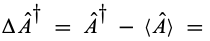 ΔÂ† = Â† − ⟨Â⟩ =